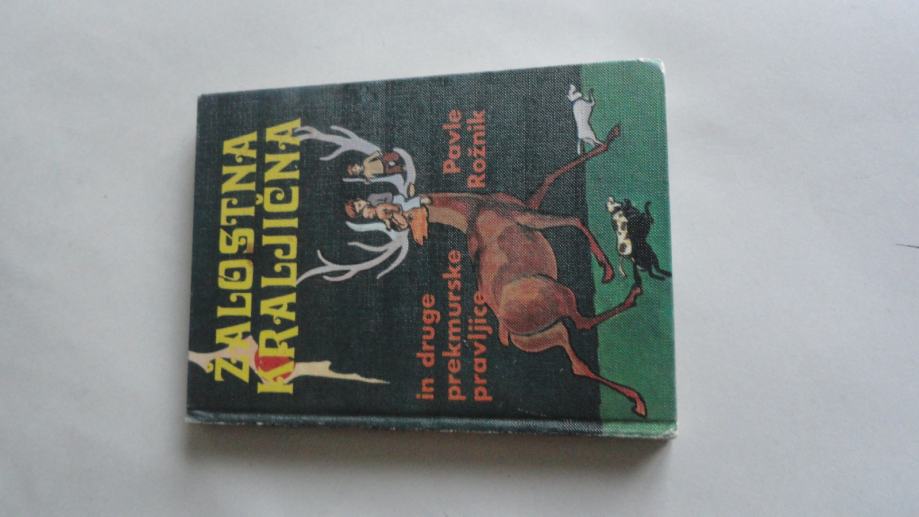 ŽALOSTNA
KRALJIČNA
in druge
prekmurske
pravljice
Pavle
Rožnik